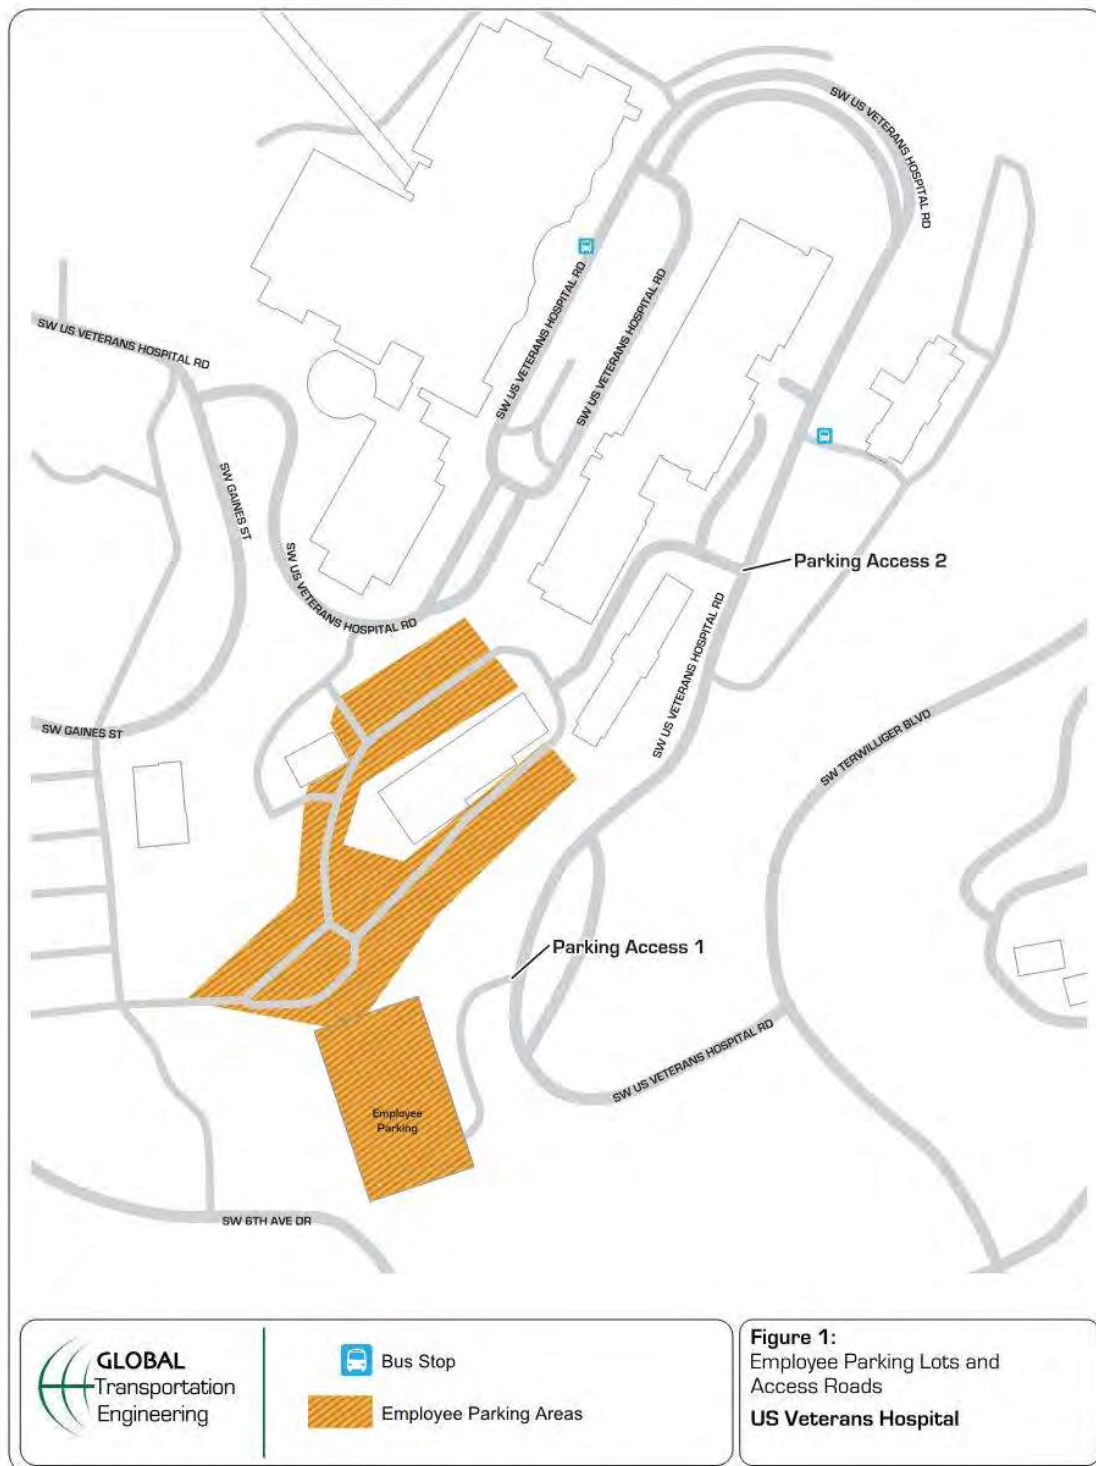 SW US VETERANS HOSPITAL RD
SW US VETERANS HOSPITAL RD
SW US VETERANS HOSPITAL RD
SW US VETERANS HOSPITAL RD
SW GAINES ST
SW US VETERANS HOSPITAL RD
Parking Access 2
SW US VETERANS HOSPITAL RD
SW GAINES ST
SW TERWILLIGER BLVD
Parking Access 1
SW US VETERANS HOSPITAL RD
Employee
Parking
SW 6TH AVE DR
GLOBAL
Transportation
Engineering
Bus Stop
Employee Parking Areas
Figure 1:
Employee Parking Lots and
Access Roads
US Veterans Hospital